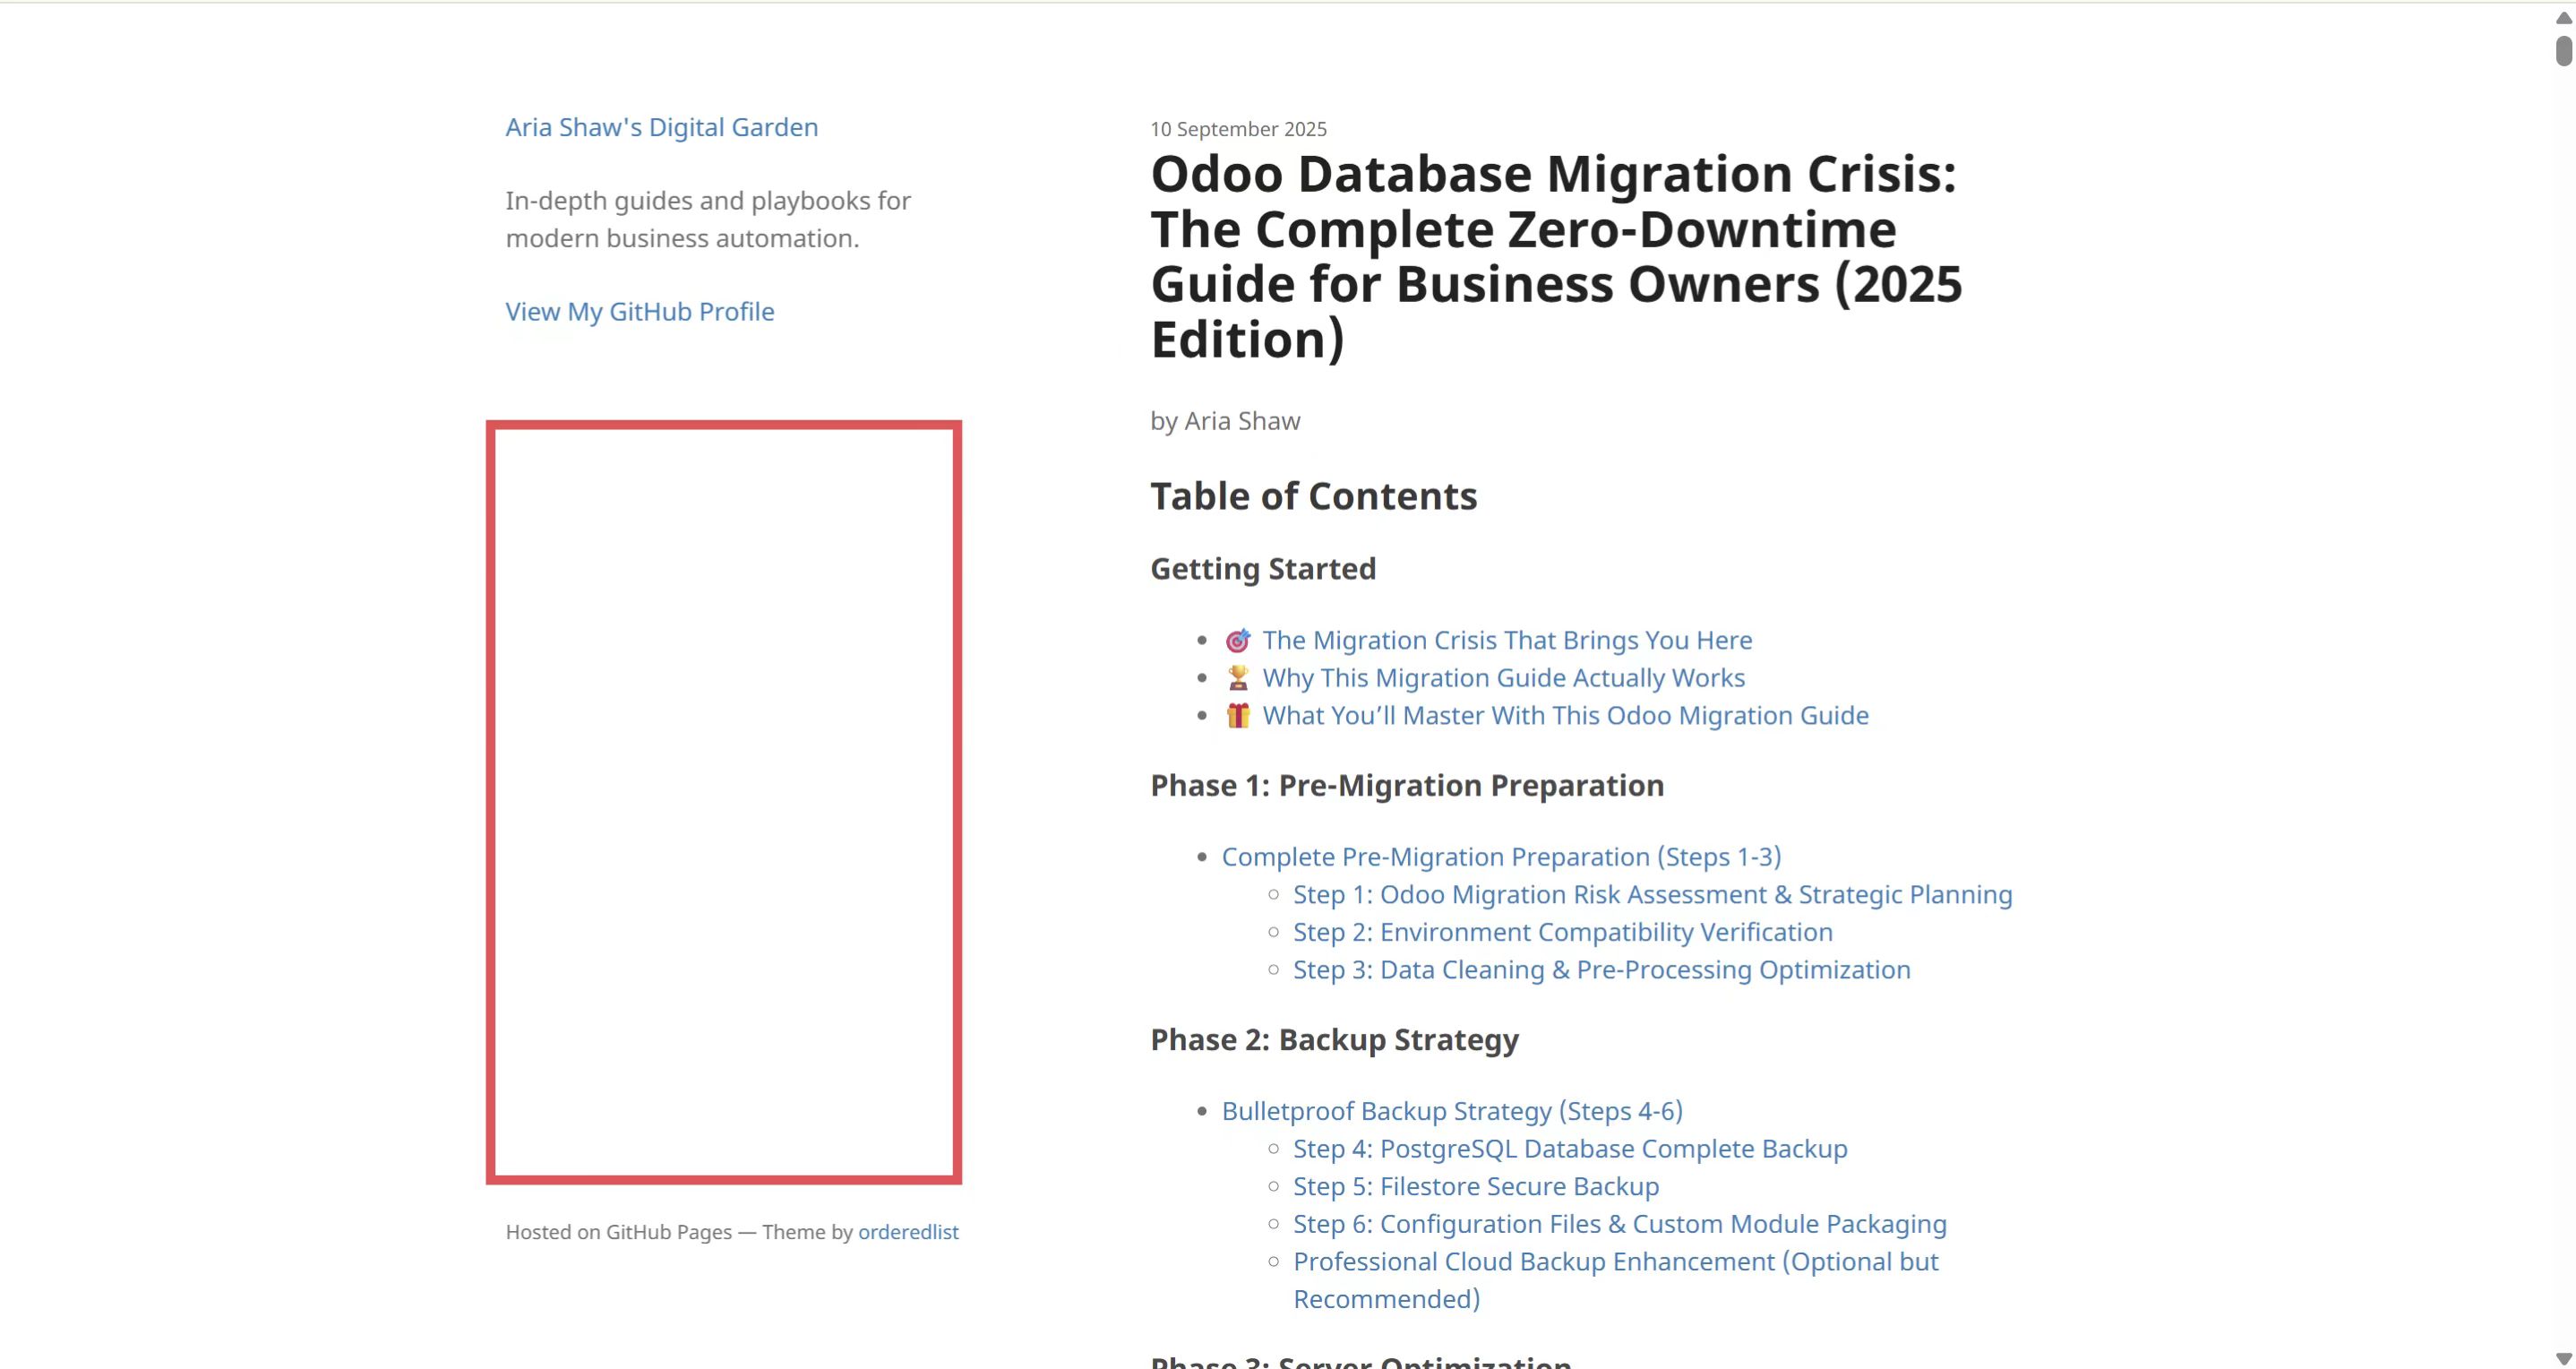 Aria Shaw's Digital Garden
In-depth guides and playbooks for
modern business automation.
View My GitHub Profile
Hosted on GitHub Pages — Theme by orderedlist
10 September 2025
Odoo Database Migration Crisis:
The Complete Zero-Downtime
Guide for Business Owners (2025
Edition)
by Aria Shaw
Table of Contents
Getting Started
🎯 The Migration Crisis That Brings You Here
🏆 Why This Migration Guide Actually Works
🎁 What You’ll Master With This Odoo Migration Guide
Phase 1: Pre-Migration Preparation
Complete Pre-Migration Preparation (Steps 1-3)
Step 1: Odoo Migration Risk Assessment & Strategic Planning
Step 2: Environment Compatibility Verification
Step 3: Data Cleaning & Pre-Processing Optimization
Phase 2: Backup Strategy
Bulletproof Backup Strategy (Steps 4-6)
Step 4: PostgreSQL Database Complete Backup
Step 5: Filestore Secure Backup
Step 6: Configuration Files & Custom Module Packaging
Professional Cloud Backup Enhancement (Optional but
Recommended)
Phase 3: Server Optimization